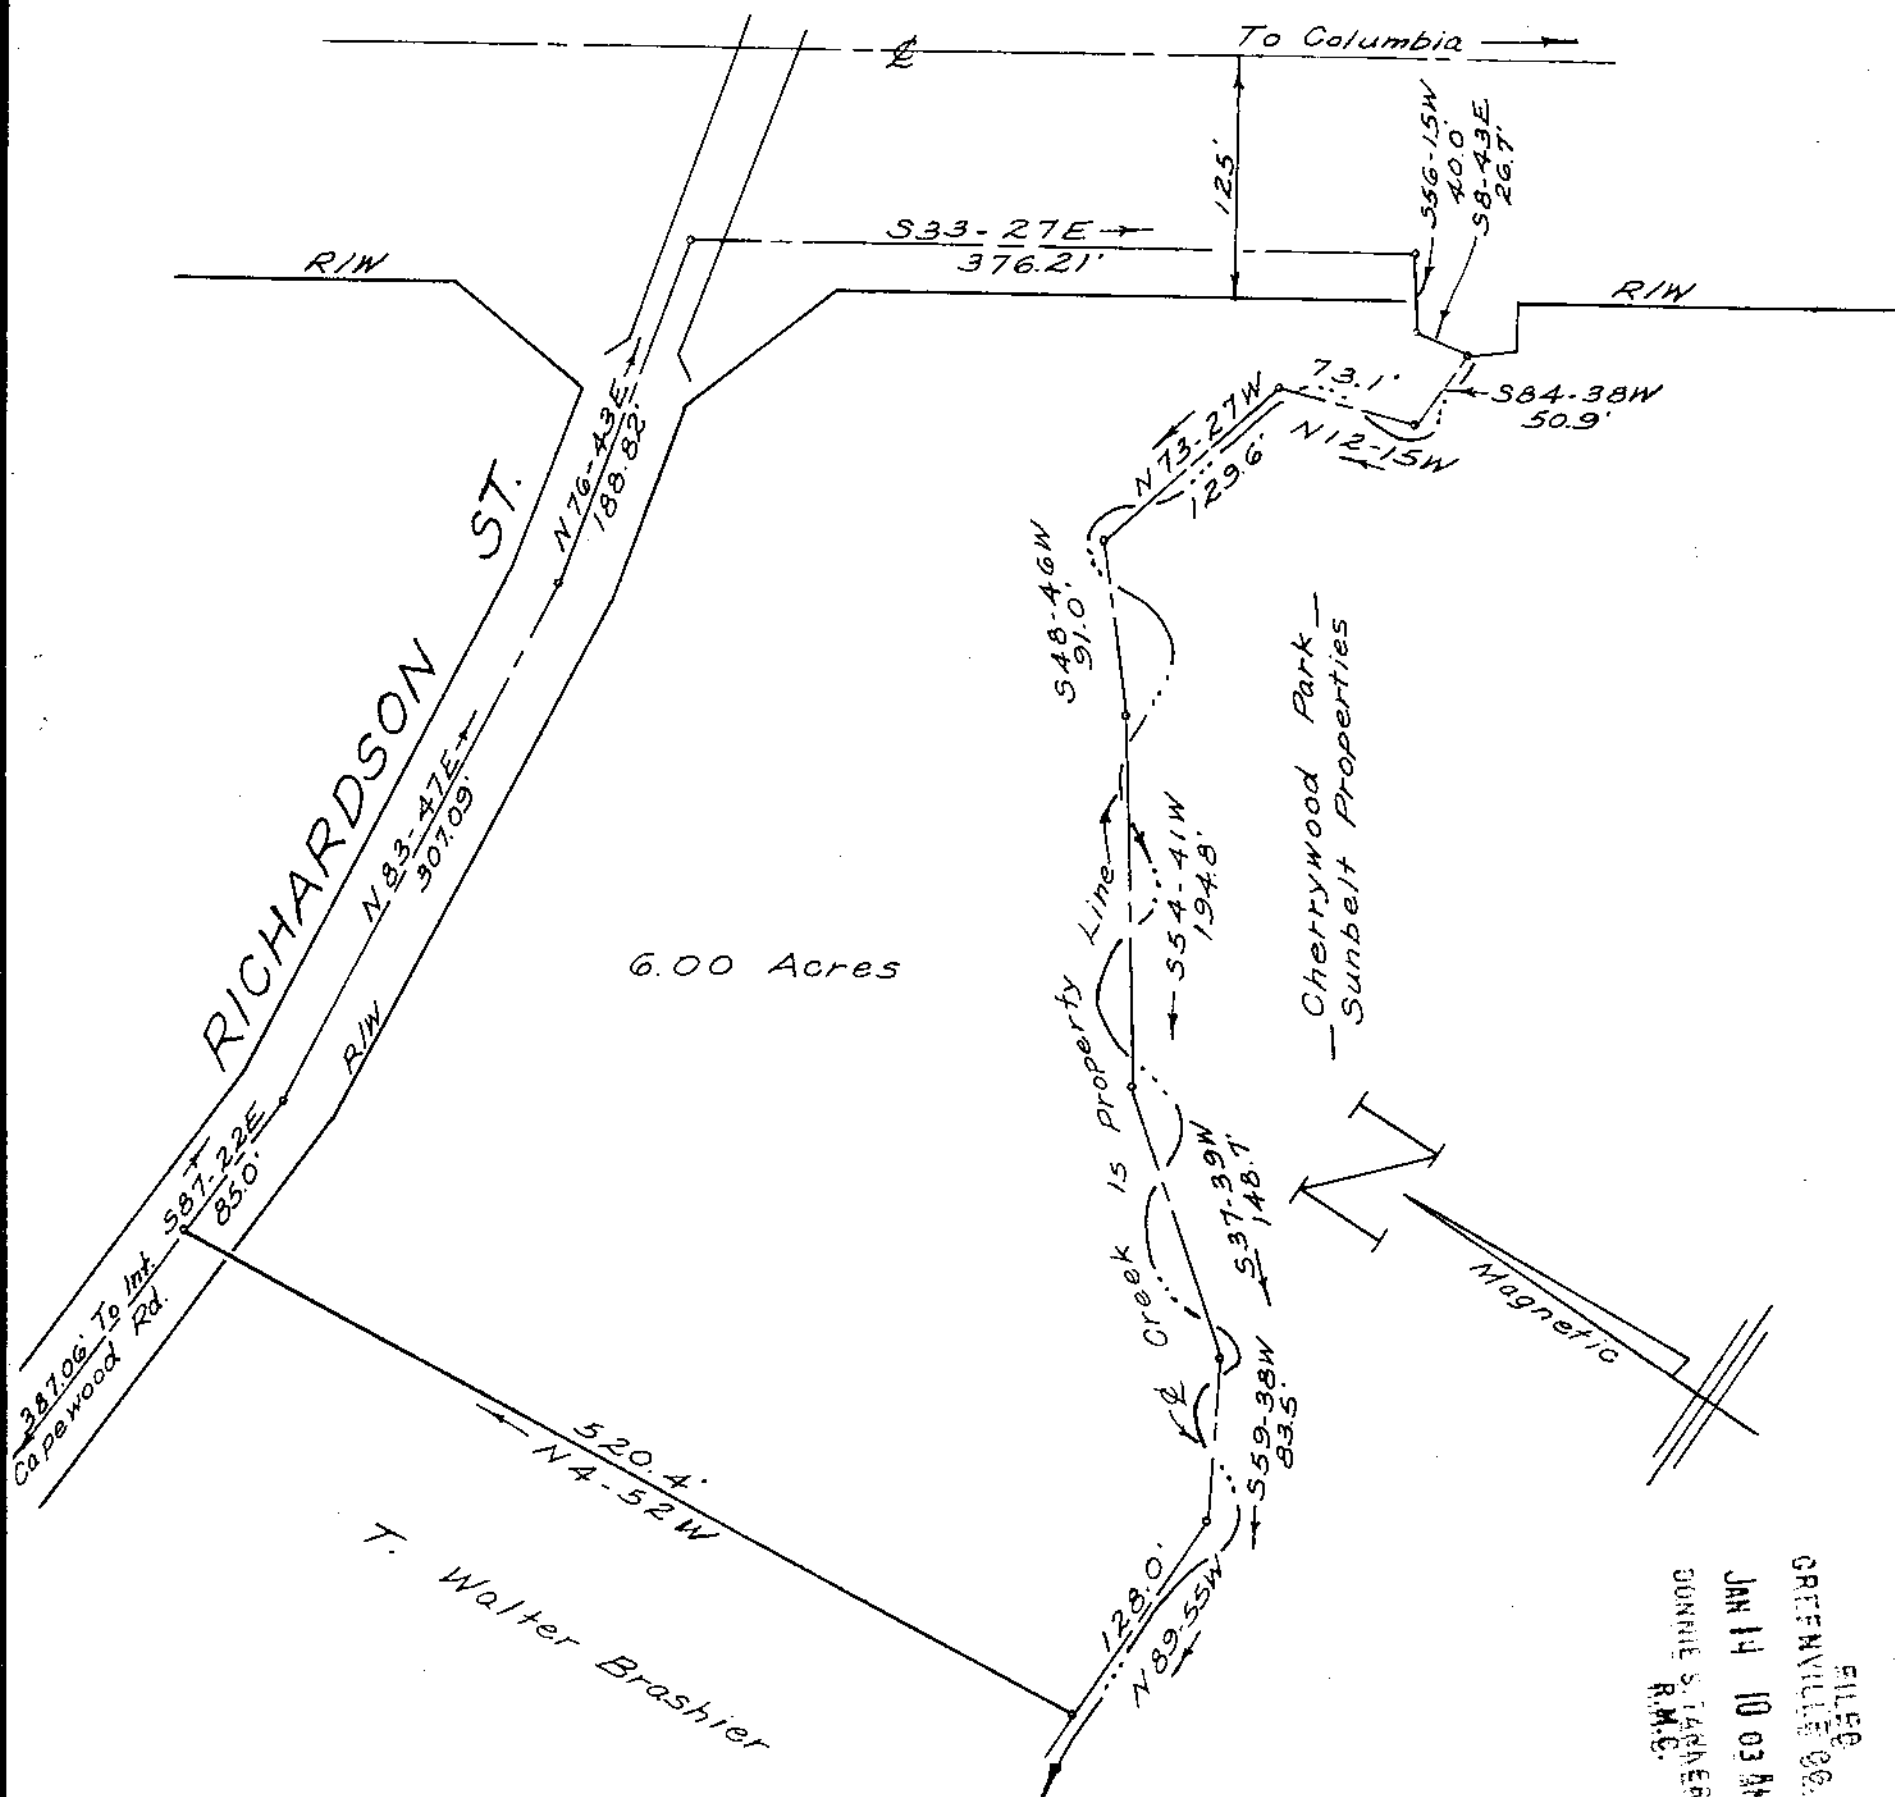 To Columbia
℄
125'
S56-15W
40.0'
S8-43E
26.7'
S33-27E
376.21'
R/W
R/W
S84-38W
50.9'
73.1'
N12-15W
N73-27W
129.6'
ST.
N76-43E
188.82'
S48-46W
91.0'
Cherrywood Park
Sunbelt Properties
RICHARDSON
N83-47E
307.09'
R/W
6.00 Acres
S54-41W
194.8'
℄ Creek Is Property Line
S87-22E
85.0'
387.06' To Int.
Capewood Rd.
S37-39W
148.7'
N
Magnetic
S59-38W
83.5'
520.4'
N4-52W
128.0'
N89-55W
T. Walter Brashier
FILED
GREENVILLE CO.
JAN 14 10 03 AM
DONNIE S. TANKERS
R.M.C.